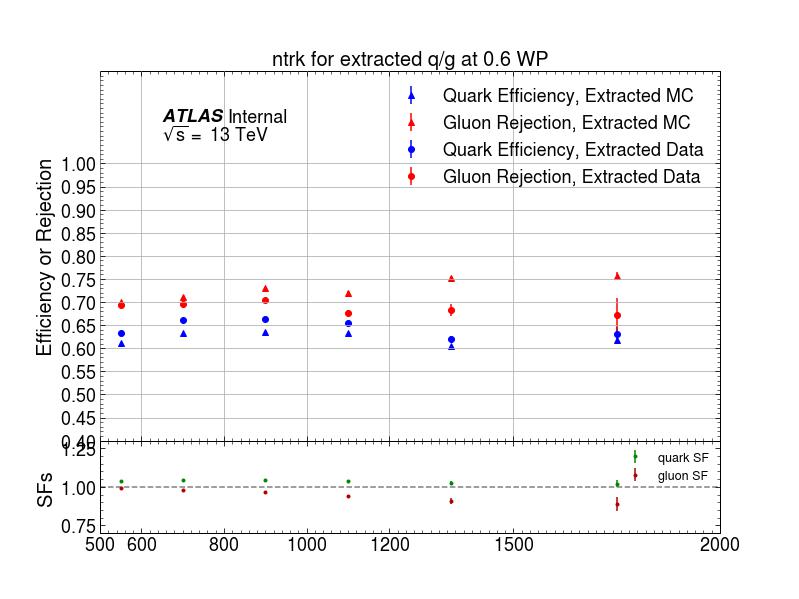 ntrk for extracted q/g at 0.6 WP
ATLAS Internal
√s = 13 TeV
Quark Efficiency, Extracted MC
Gluon Rejection, Extracted MC
Quark Efficiency, Extracted Data
Gluon Rejection, Extracted Data
Efficiency or Rejection
1.00
0.95
0.90
0.85
0.80
0.75
0.70
0.65
0.60
0.55
0.50
0.45
0.40
SFs
1.25
1.00
0.75
quark SF
gluon SF
500 600 800 1000 1200 1500 2000